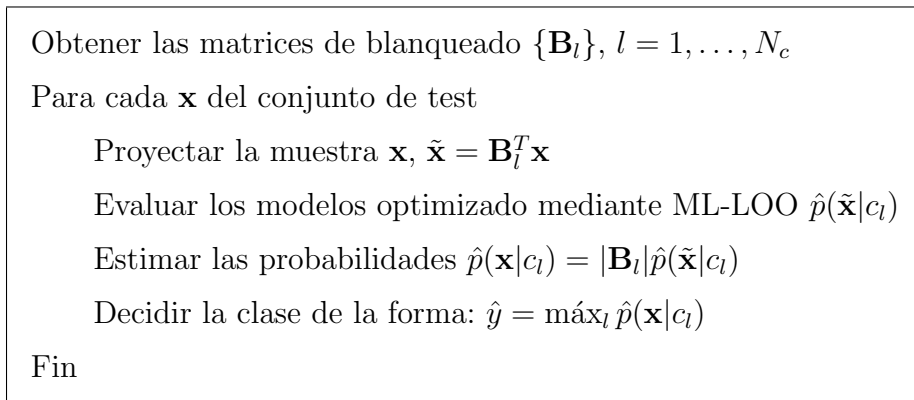 Obtener las matrices de blanqueado {𝐁_l}, l = 1, . . . , N_c
Para cada 𝐱 del conjunto de test
Proyectar la muestra 𝐱, 𝐱̃ = 𝐁_l^T 𝐱
Evaluar los modelos optimizado mediante ML-LOO p̂(𝐱̃|c_l)
Estimar las probabilidades p̂(𝐱|c_l) = |𝐁_l|p̂(𝐱̃|c_l)
Decidir la clase de la forma: ŷ = máx_l p̂(𝐱|c_l)
Fin